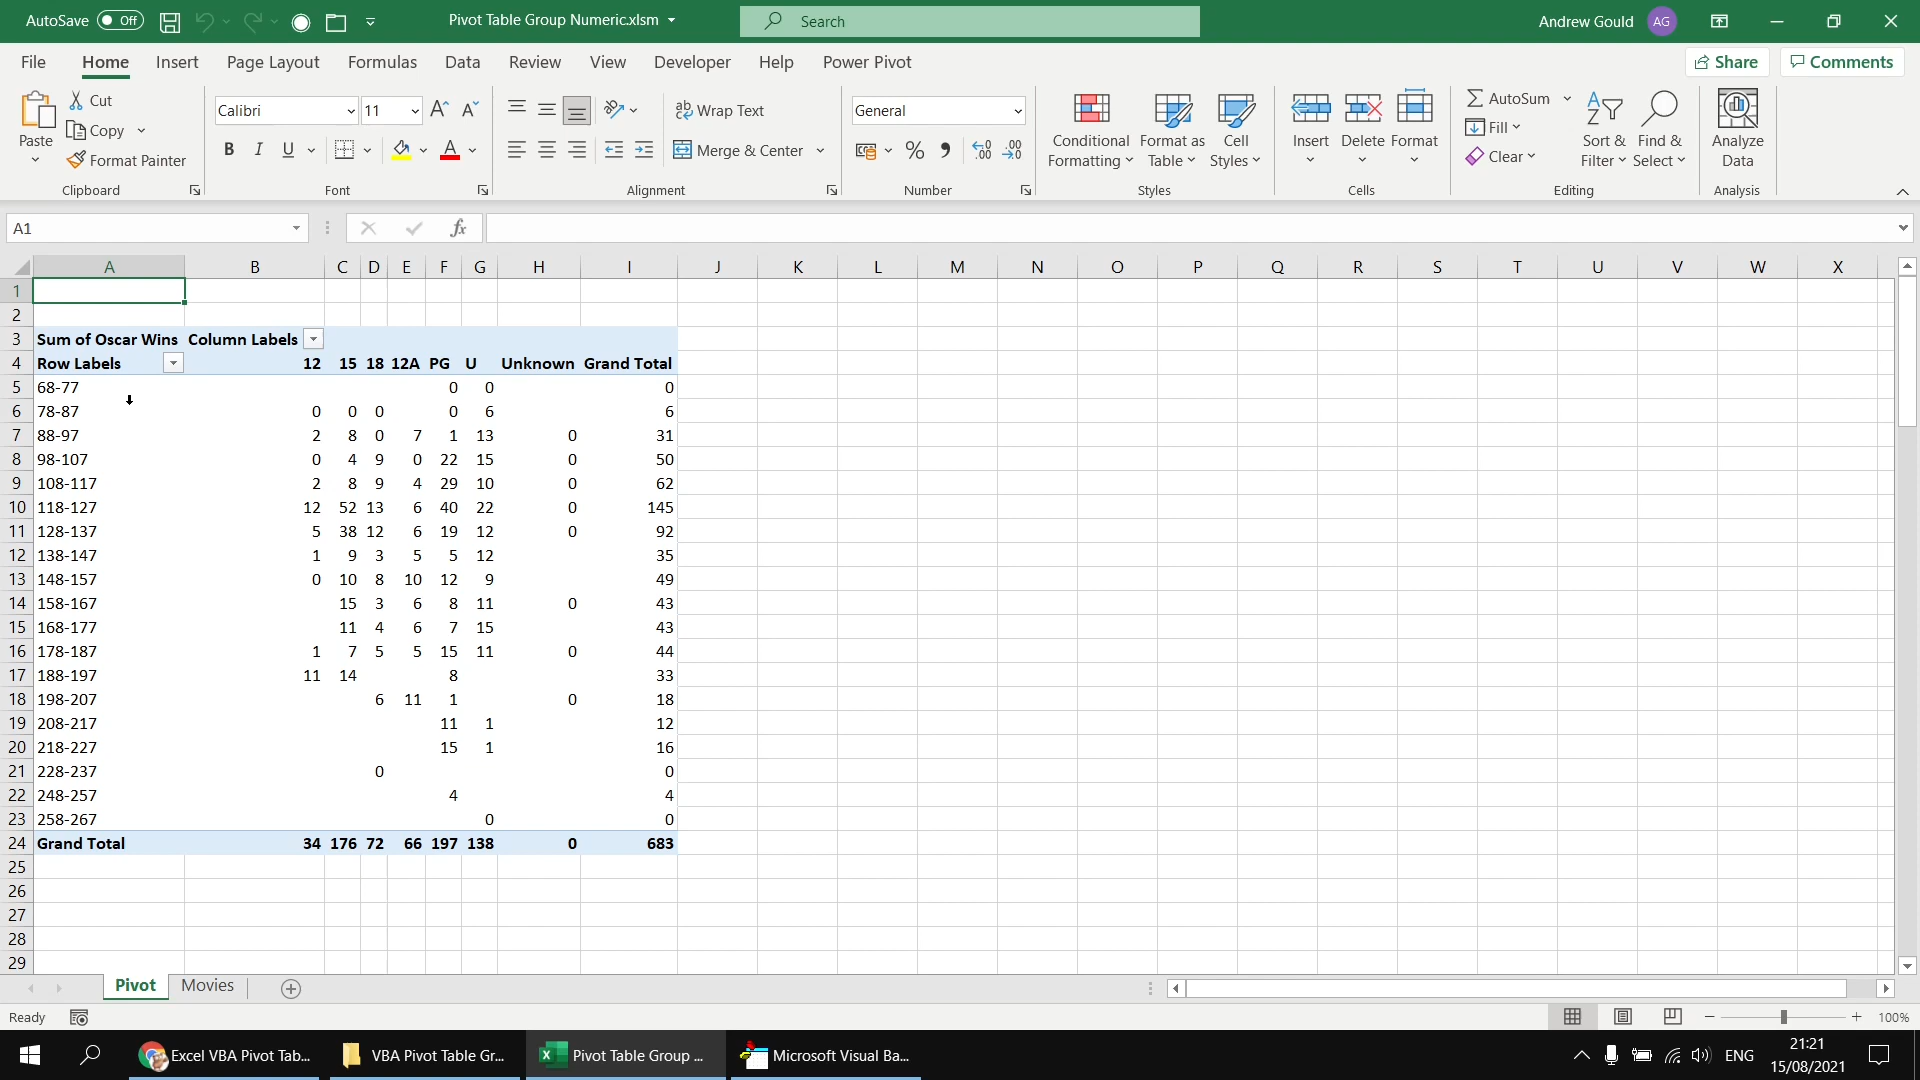 AutoSave Off Pivot Table Group Numeric.xlsm Search Andrew Gould AG
File Home Insert Page Layout Formulas Data Review View Developer Help Power Pivot Share Comments
Paste Cut Copy Format Painter Clipboard
Calibri 11 B I U A Font
Wrap Text Merge & Center Alignment
General % Number
Conditional Formatting Format as Table Cell Styles Styles
Insert Delete Format Cells
AutoSum Fill Clear Sort & Filter Find & Select Editing
Analyze Data Analysis
A1 fx
A B C D E F G H I J K L M N O P Q R S T U V W X
1
2
3 Sum of Oscar Wins Column Labels
4 Row Labels 12 15 18 12A PG U Unknown Grand Total
5 68-77 0 0 0
6 78-87 0 0 0 0 6 6
7 88-97 2 8 0 7 1 13 0 31
8 98-107 0 4 9 0 22 15 0 50
9 108-117 2 8 9 4 29 10 0 62
10 118-127 12 52 13 6 40 22 0 145
11 128-137 5 38 12 6 19 12 0 92
12 138-147 1 9 3 5 5 12 35
13 148-157 0 10 8 10 12 9 49
14 158-167 15 3 6 8 11 0 43
15 168-177 11 4 6 7 15 43
16 178-187 1 7 5 5 15 11 0 44
17 188-197 11 14 8 33
18 198-207 6 11 1 0 18
19 208-217 11 1 12
20 218-227 15 1 16
21 228-237 0 0
22 248-257 4 4
23 258-267 0 0
24 Grand Total 34 176 72 66 197 138 0 683
25
26
27
28
29
Pivot Movies
Ready 100%
Excel VBA Pivot Tab... VBA Pivot Table Gr... Pivot Table Group ... Microsoft Visual Ba... ENG 21:21
15/08/2021